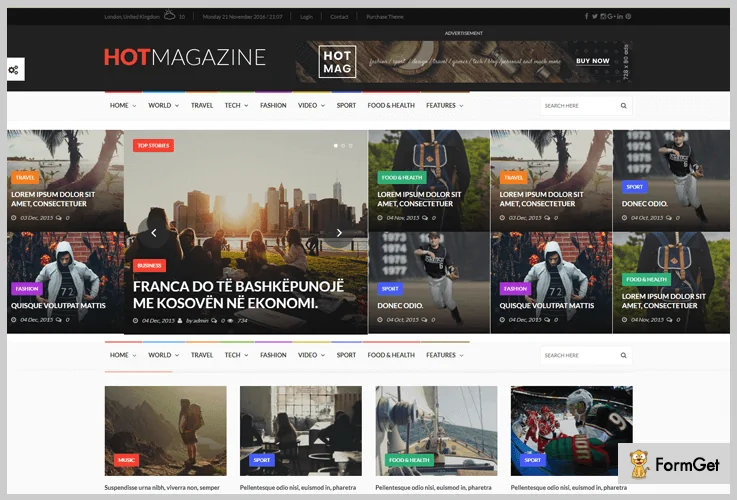 London, United Kingdom 10 Monday 21 November 2016 / 21:07 Login Contact Purchase Theme
ADVERTISEMENT
HOTMAGAZINE
HOT
MAG
fashion / sport / design / travel / games / tech / blog / personal and much more
BUY NOW
728 x 90 ads
HOME WORLD TRAVEL TECH FASHION VIDEO SPORT FOOD & HEALTH FEATURES
SEARCH HERE
TRAVEL
LOREM IPSUM DOLOR SIT
AMET, CONSECTETUER
03 Dec, 2015 0
FASHION
QUISQUE VOLUTPAT MATTIS
04 Dec, 2015 0
TOP STORIES
BUSINESS
FRANCA DO TË BASHKËPUNOJË
ME KOSOVËN NË EKONOMI.
04 Dec, 2015 by admin 0 734
FOOD & HEALTH
LOREM IPSUM DOLOR SIT
AMET, CONSECTETUER
04 Nov, 2015 0
SPORT
DONEC ODIO.
04 Oct, 2015 0
TRAVEL
LOREM IPSUM DOLOR SIT
AMET, CONSECTETUER
03 Dec, 2015 0
FASHION
QUISQUE VOLUTPAT MATTIS
04 Dec, 2015 0
1973
1974
SPORT
DONEC ODIO.
04 Oct, 2015 0
FOOD & HEALTH
LOREM IPSUM DOLOR SIT
AMET, CONSECTETUER
04 Nov, 2015 0
HOME WORLD TRAVEL TECH FASHION VIDEO SPORT FOOD & HEALTH FEATURES
SEARCH HERE
MUSIC
Suspendisse urna nibh, viverra non, semper
SPORT
Pellentesque odio nisi, euismod in, pharetra
FOOD & HEALTH
Pellentesque odio nisi, euismod in, pharetra
SPORT
Pellentesque odio nisi, euismod in, pharetra
FormGet